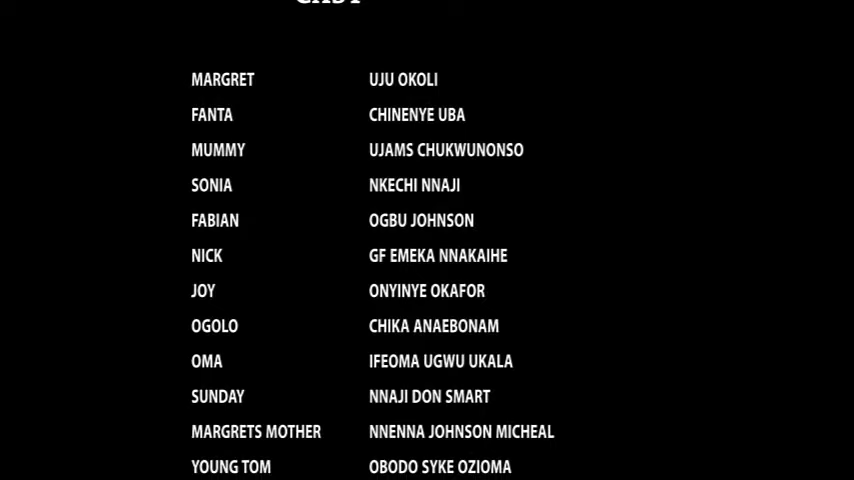 CAST
MARGRET UJU OKOLI
FANTA CHINENYE UBA
MUMMY UJAMS CHUKWUNONSO
SONIA NKECHI NNAJI
FABIAN OGBU JOHNSON
NICK GF EMEKA NNAKAIHE
JOY ONYINYE OKAFOR
OGOLO CHIKA ANAEBONAM
OMA IFEOMA UGWU UKALA
SUNDAY NNAJI DON SMART
MARGRETS MOTHER NNENNA JOHNSON MICHEAL
YOUNG TOM OBODO SYKE OZIOMA